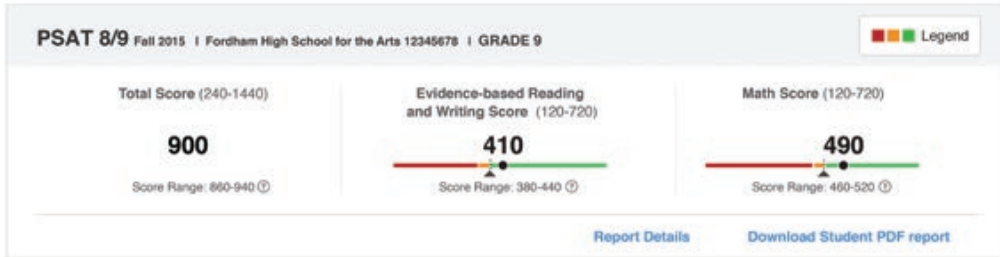 PSAT 8/9 Fall 2015 | Fordham High School for the Arts 12345678 | GRADE 9
Legend
Total Score (240-1440)
900
Score Range: 860-940 ?
Evidence-based Reading
and Writing Score (120-720)
410
Score Range: 380-440 ?
Math Score (120-720)
490
Score Range: 460-520 ?
Report Details
Download Student PDF report